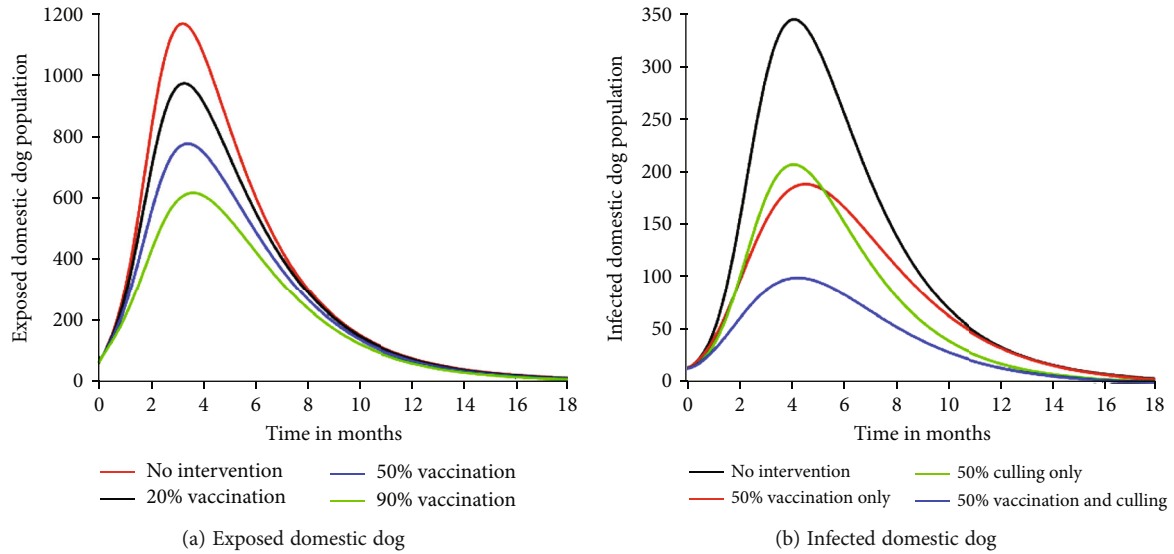 1200
1000
800
600
400
200
0
Exposed domestic dog population
0 2 4 6 8 10 12 14 16 18
Time in months
No intervention
20% vaccination
50% vaccination
90% vaccination
(a) Exposed domestic dog
350
300
250
200
150
100
50
0
Infected domestic dog population
0 2 4 6 8 10 12 14 16 18
Time in months
No intervention
50% vaccination only
50% culling only
50% vaccination and culling
(b) Infected domestic dog